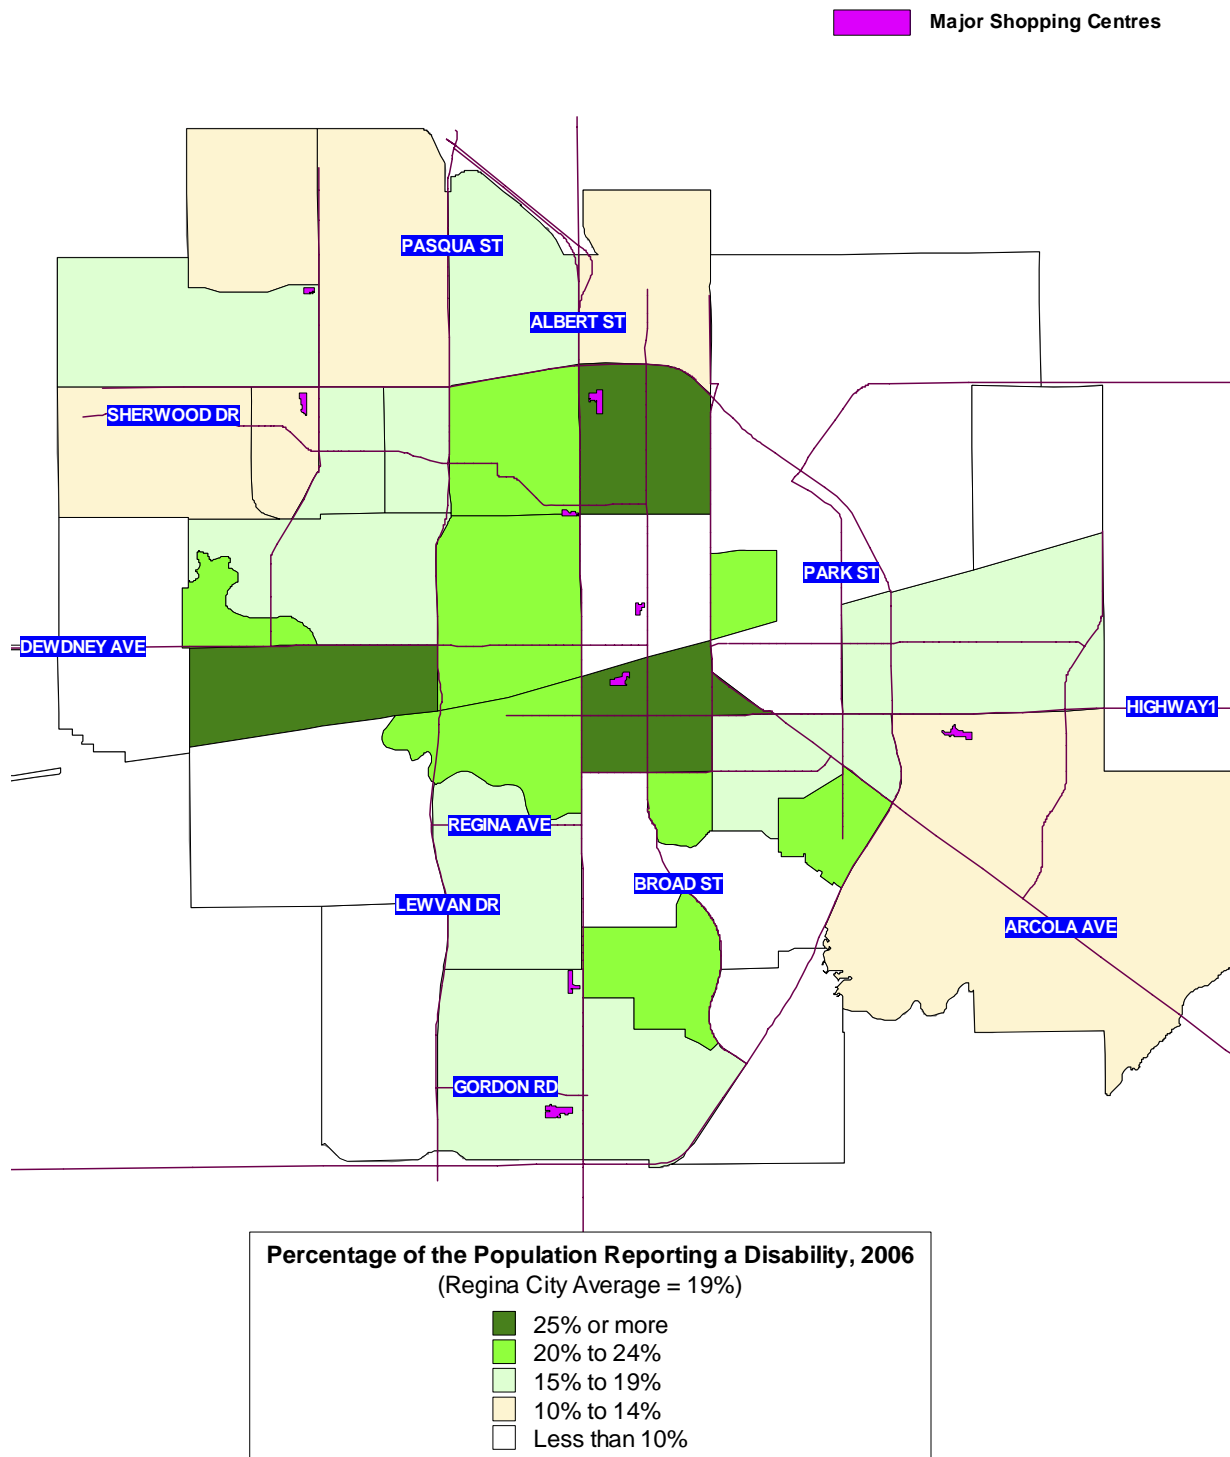 Major Shopping Centres
PASQUA ST
ALBERT ST
SHERWOOD DR
PARK ST
DEWDNEY AVE
HIGHWAY1
REGINA AVE
BROAD ST
LEWVAN DR
ARCOLA AVE
GORDON RD
Percentage of the Population Reporting a Disability, 2006
(Regina City Average = 19%)
25% or more
20% to 24%
15% to 19%
10% to 14%
Less than 10%